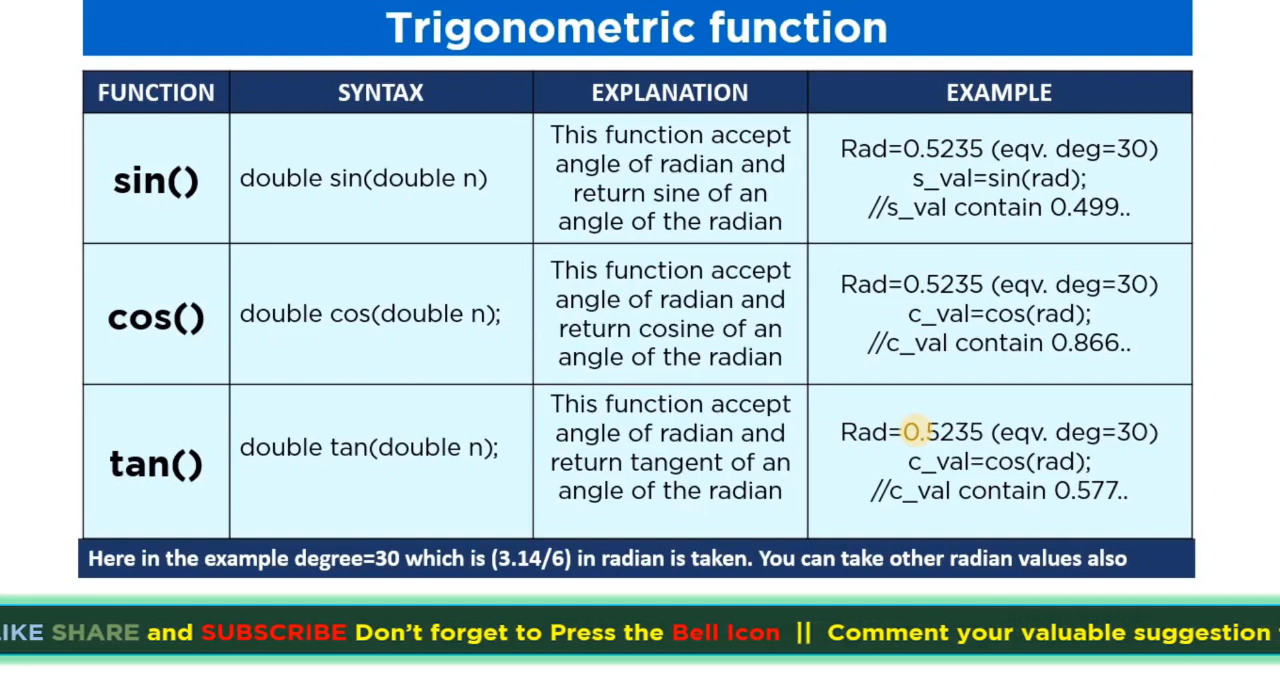 Trigonometric function
FUNCTION SYNTAX EXPLANATION EXAMPLE
sin()
double sin(double n)
This function accept
angle of radian and
return sine of an
angle of the radian
Rad=0.5235 (eqv. deg=30)
s_val=sin(rad);
//s_val contain 0.499..
cos()
double cos(double n);
This function accept
angle of radian and
return cosine of an
angle of the radian
Rad=0.5235 (eqv. deg=30)
c_val=cos(rad);
//c_val contain 0.866..
tan()
double tan(double n);
This function accept
angle of radian and
return tangent of an
angle of the radian
Rad=0.5235 (eqv. deg=30)
c_val=cos(rad);
//c_val contain 0.577..
Here in the example degree=30 which is (3.14/6) in radian is taken. You can take other radian values also
LIKE SHARE and SUBSCRIBE Don't forget to Press the Bell Icon || Comment your valuable suggestion